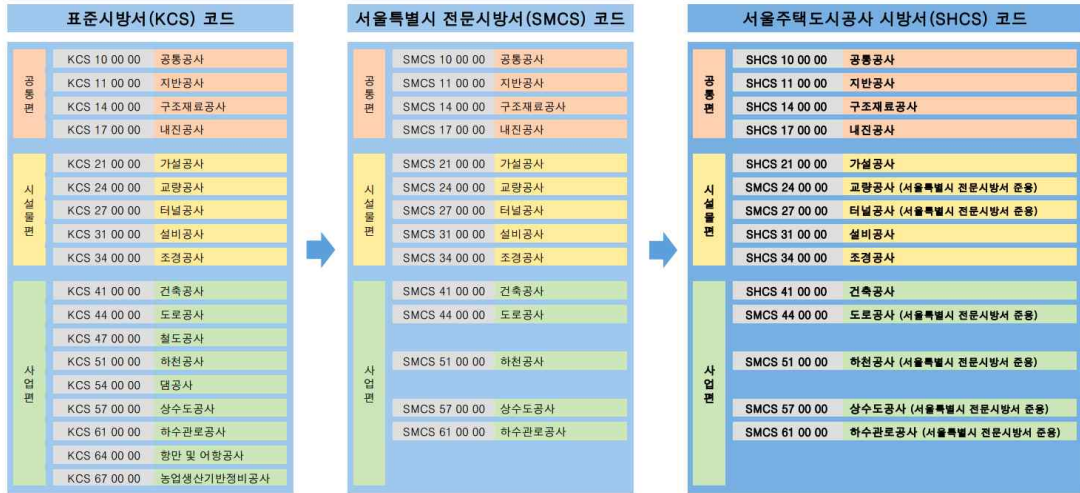 표준시방서(KCS) 코드
공통편
KCS 10 00 00 공통공사
KCS 11 00 00 지반공사
KCS 14 00 00 구조재료공사
KCS 17 00 00 내진공사
시설물편
KCS 21 00 00 가설공사
KCS 24 00 00 교량공사
KCS 27 00 00 터널공사
KCS 31 00 00 설비공사
KCS 34 00 00 조경공사
사업편
KCS 41 00 00 건축공사
KCS 44 00 00 도로공사
KCS 47 00 00 철도공사
KCS 51 00 00 하천공사
KCS 54 00 00 댐공사
KCS 57 00 00 상수도공사
KCS 61 00 00 하수관로공사
KCS 64 00 00 항만 및 어항공사
KCS 67 00 00 농업생산기반정비공사
서울특별시 전문시방서(SMCS) 코드
공통편
SMCS 10 00 00 공통공사
SMCS 11 00 00 지반공사
SMCS 14 00 00 구조재료공사
SMCS 17 00 00 내진공사
시설물편
SMCS 21 00 00 가설공사
SMCS 24 00 00 교량공사
SMCS 27 00 00 터널공사
SMCS 31 00 00 설비공사
SMCS 34 00 00 조경공사
사업편
SMCS 41 00 00 건축공사
SMCS 44 00 00 도로공사
SMCS 51 00 00 하천공사
SMCS 57 00 00 상수도공사
SMCS 61 00 00 하수관로공사
서울주택도시공사 시방서(SHCS) 코드
공통편
SHCS 10 00 00 공통공사
SHCS 11 00 00 지반공사
SHCS 14 00 00 구조재료공사
SHCS 17 00 00 내진공사
시설물편
SHCS 21 00 00 가설공사
SMCS 24 00 00 교량공사 (서울특별시 전문시방서 준용)
SMCS 27 00 00 터널공사 (서울특별시 전문시방서 준용)
SHCS 31 00 00 설비공사
SHCS 34 00 00 조경공사
사업편
SHCS 41 00 00 건축공사
SMCS 44 00 00 도로공사 (서울특별시 전문시방서 준용)
SMCS 51 00 00 하천공사 (서울특별시 전문시방서 준용)
SMCS 57 00 00 상수도공사 (서울특별시 전문시방서 준용)
SMCS 61 00 00 하수관로공사 (서울특별시 전문시방서 준용)